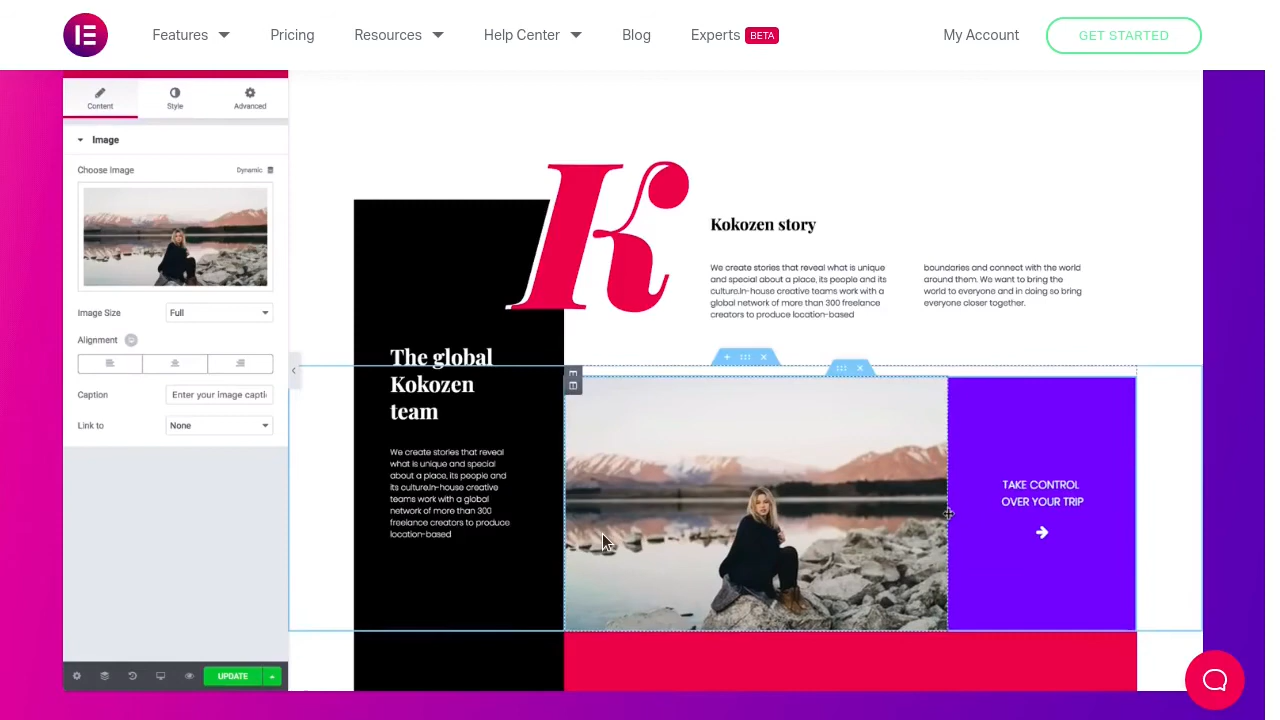 Features
Pricing
Resources
Help Center
Blog
Experts BETA
My Account
GET STARTED
Content
Style
Advanced
Image
Choose Image
Dynamic
Image Size
Full
Alignment
Caption
Enter your image capti
Link to
None
UPDATE
K
Kokozen story
We create stories that reveal what is unique
and special about a place, its people and its
culture.In-house creative teams work with a
global network of more than 300 freelance
creators to produce location-based
boundaries and connect with the world
around them. We want to bring the
world to everyone and in doing so bring
everyone closer together.
The global
Kokozen
team
We create stories that reveal
what is unique and special
about a place, its people and
its culture.In-house creative
teams work with a global
network of more than 300
freelance creators to produce
location-based
TAKE CONTROL
OVER YOUR TRIP